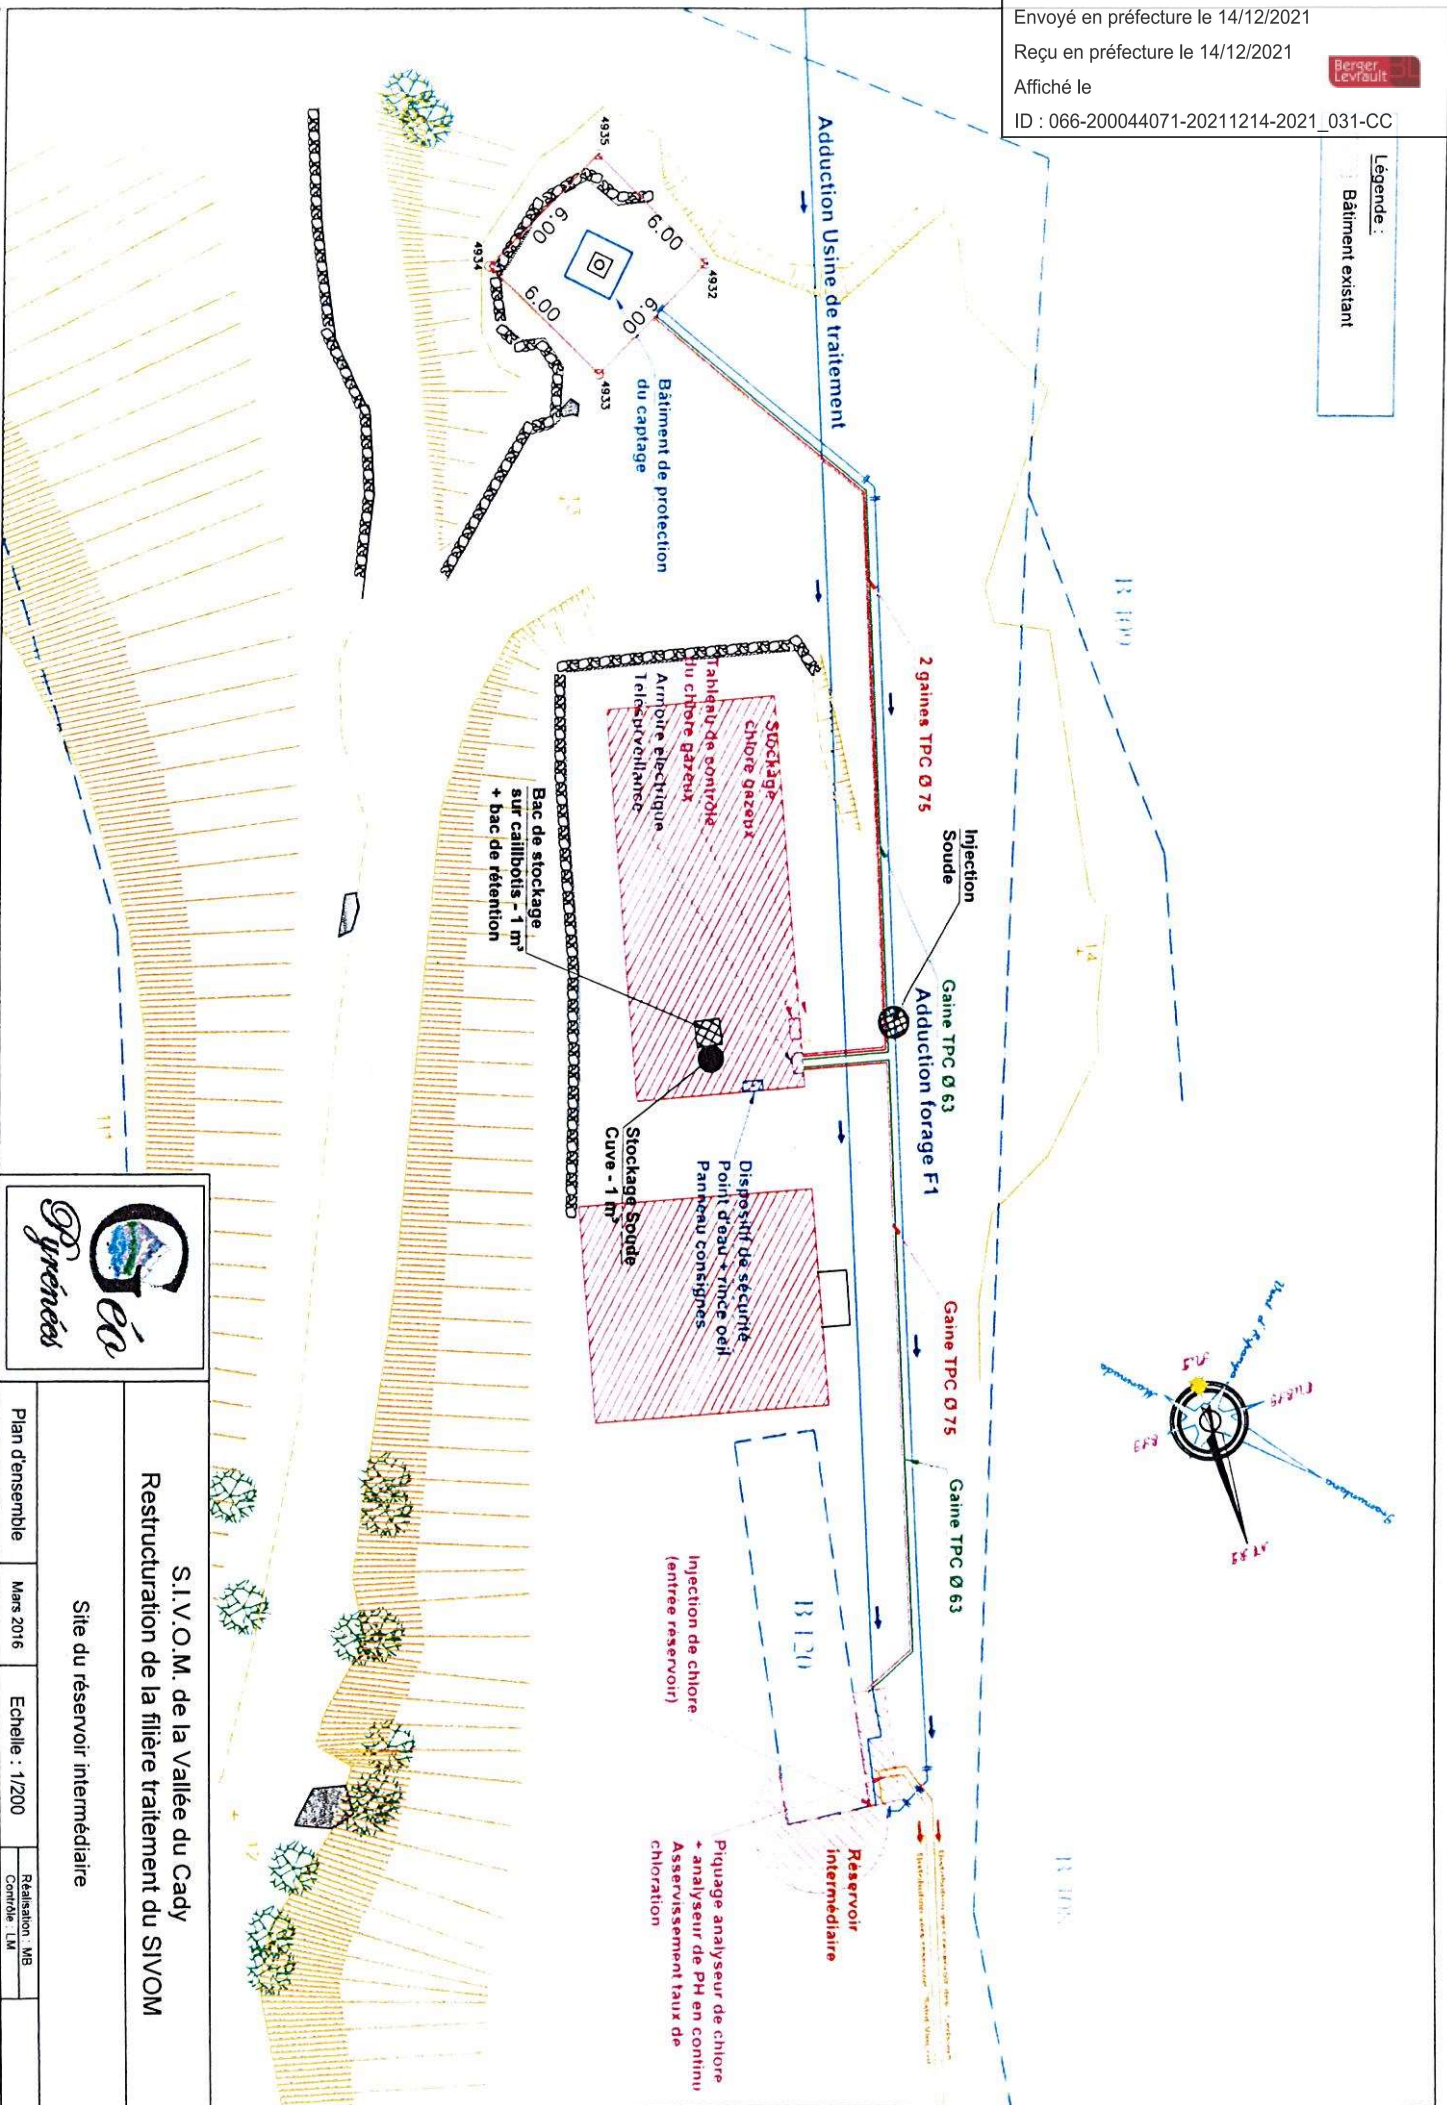 Envoyé en préfecture le 14/12/2021
Reçu en préfecture le 14/12/2021
Affiché le
Berger
Levrault
ID : 066-200044071-20211214-2021_031-CC
Légende :
Bâtiment existant
Adduction Usine de traitement
4935
4932
4934
4933
6.00
6.00
6.00
6.00
Bâtiment de protection
du captage
2 gaines TPC Ø 75
Injection
Soude
Gaine TPC Ø 63
Adduction forage F1
Stockage
Chlore gazeux
Tableau de contrôle
du chlore gazeux
Armoire électrique
Télésurveillance
Bac de stockage
sur caillbotis - 1 m³
+ bac de rétention
Stockage Soude
Cuve - 1 m³
Dispositif de sécurité
Point d'eau + rince oeil
Panneau consignes
Gaine TPC Ø 75
Gaine TPC Ø 63
B 120
14
Injection de chlore
(entrée réservoir)
Réservoir
intermédiaire
Piquage analyseur de chlore
+ analyseur de PH en continu
Asservissement taux de
chloration
Géo
Pyrénées
S.I.V.O.M. de la Vallée du Cady
Restructuration de la filière traitement du SIVOM
Site du réservoir intermédiaire
Plan d'ensemble
Mars 2016
Echelle : 1/200
Réalisation : MB
Contrôle : LM